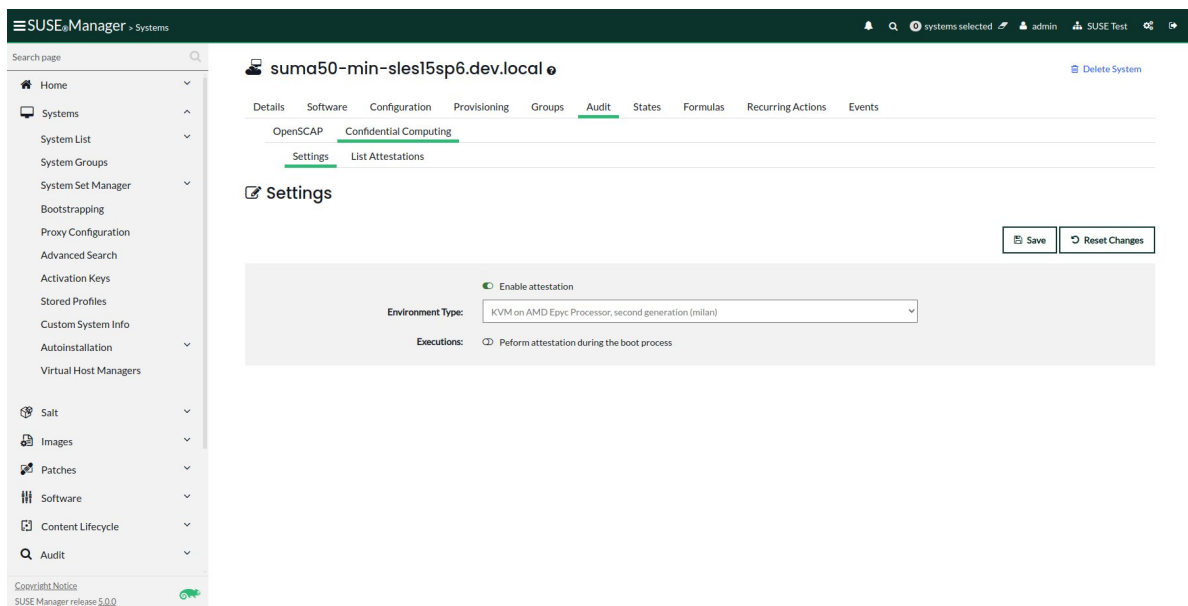 SUSE®Manager > Systems
0 systems selected admin SUSE Test
Search page
Home
Systems
System List
System Groups
System Set Manager
Bootstrapping
Proxy Configuration
Advanced Search
Activation Keys
Stored Profiles
Custom System Info
Autoinstallation
Virtual Host Managers
Salt
Images
Patches
Software
Content Lifecycle
Audit
Copyright Notice
SUSE Manager release 5.0.0
suma50-min-sles15sp6.dev.local
Delete System
Details Software Configuration Provisioning Groups Audit States Formulas Recurring Actions Events
OpenSCAP Confidential Computing
Settings List Attestations
Settings
Save Reset Changes
Enable attestation
Environment Type: KVM on AMD Epyc Processor, second generation (milan)
Executions: Peform attestation during the boot process